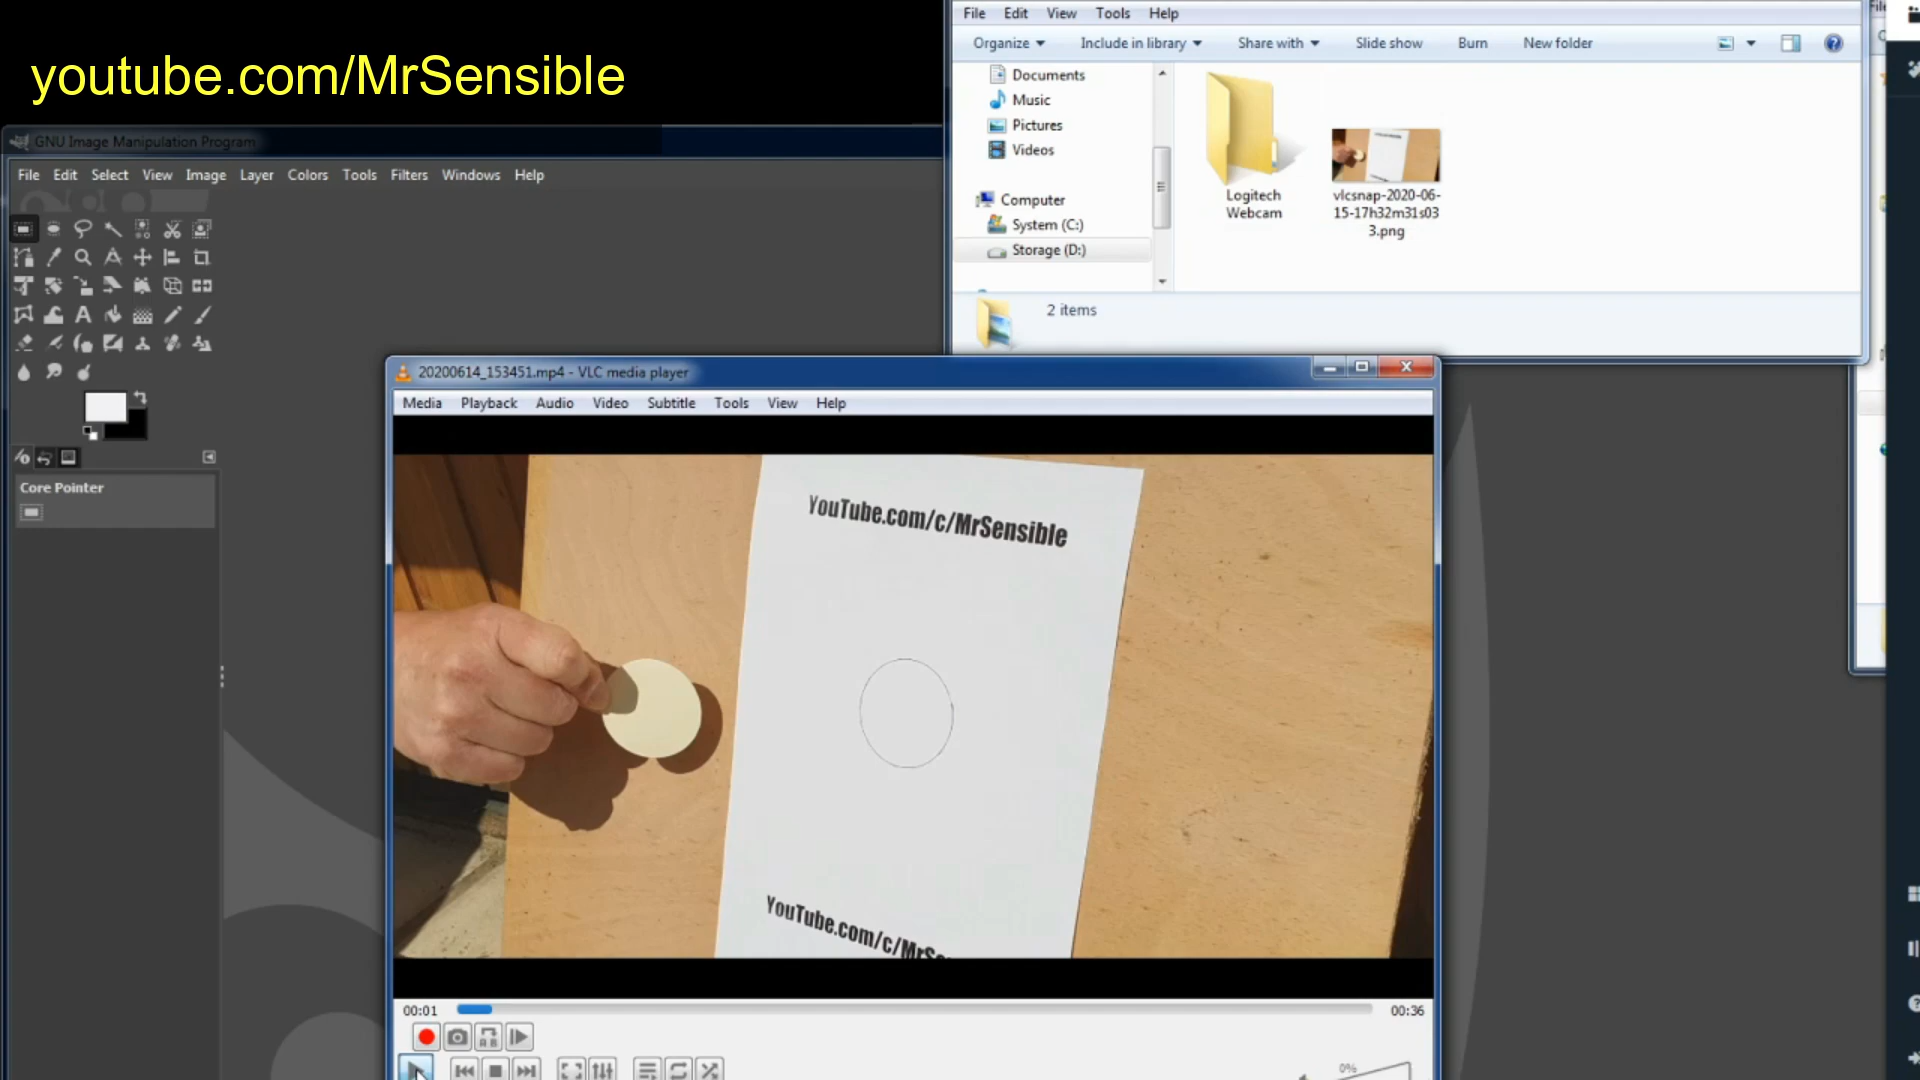 youtube.com/MrSensible
File Edit View Tools Help
Organize Include in library Share with Slide show Burn New folder
Documents
Music
Pictures
Videos
Computer
System (C:)
Storage (D:)
Logitech
Webcam
vlcsnap-2020-06-
15-17h32m31s03
3.png
2 items
GNU Image Manipulation Program
File Edit Select View Image Layer Colors Tools Filters Windows Help
Core Pointer
20200614_153451.mp4 - VLC media player
Media Playback Audio Video Subtitle Tools View Help
YouTube.com/c/MrSensible
YouTube.com/c/MrSe
00:01
00:36
0%